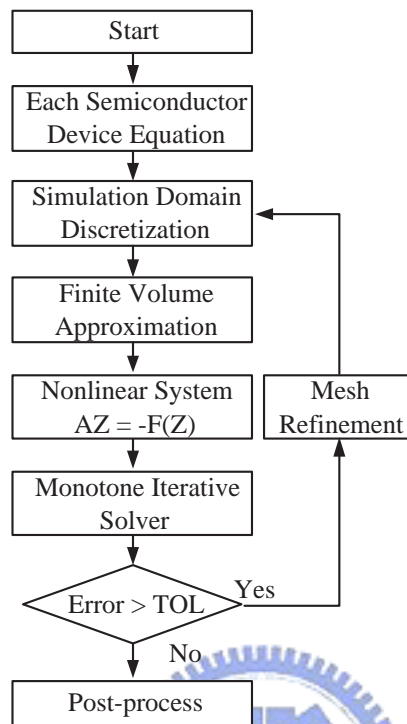 Start
Each Semiconductor
Device Equation
Simulation Domain
Discretization
Finite Volume
Approximation
Nonlinear System
AZ = -F(Z)
Mesh
Refinement
Monotone Iterative
Solver
Error > TOL
Yes
No
Post-process